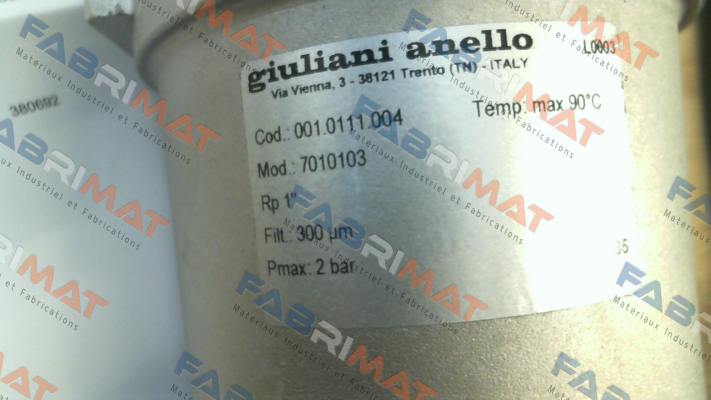 giuliani anello
L0003
Via Vienna, 3 - 38121 Trento (TN) - ITALY
Temp. max 90°C
Cod.: 001.0111.004
Mod.: 7010103
Rp 1"
Filt.: 300 µm
Pmax: 2 bar
35
380692
FABRIMAT
Materiaux Industriel et Fabrications